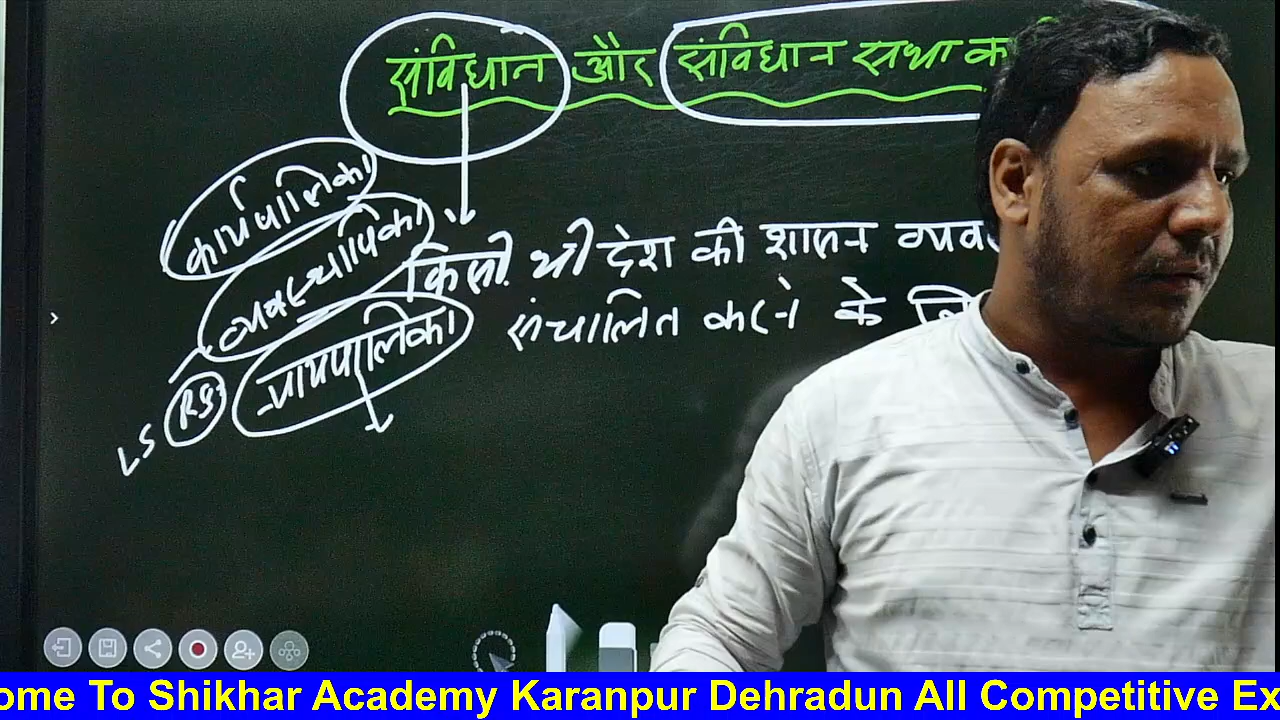 संविधान और संविधान सभा क
कार्यपालिका
व्यवस्थापिका
किसी भी देश की शासन व्यव
न्यायपालिका
संचालित करने के लि
RS
LS
ome To Shikhar Academy Karanpur Dehradun All Competitive Ex